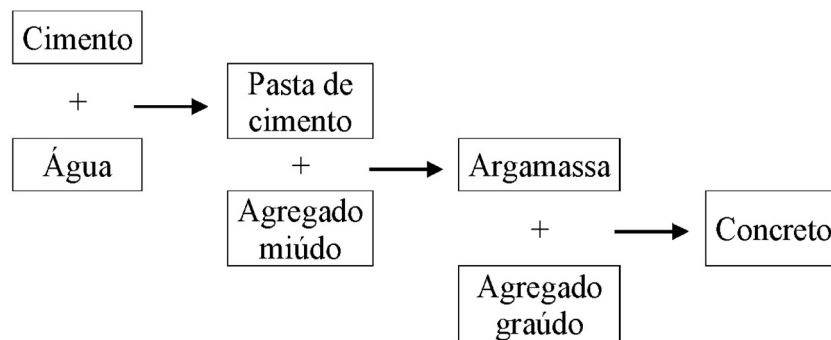 Cimento
+
Água
Pasta de
cimento
+
Agregado
miúdo
Argamassa
+
Agregado
graúdo
Concreto